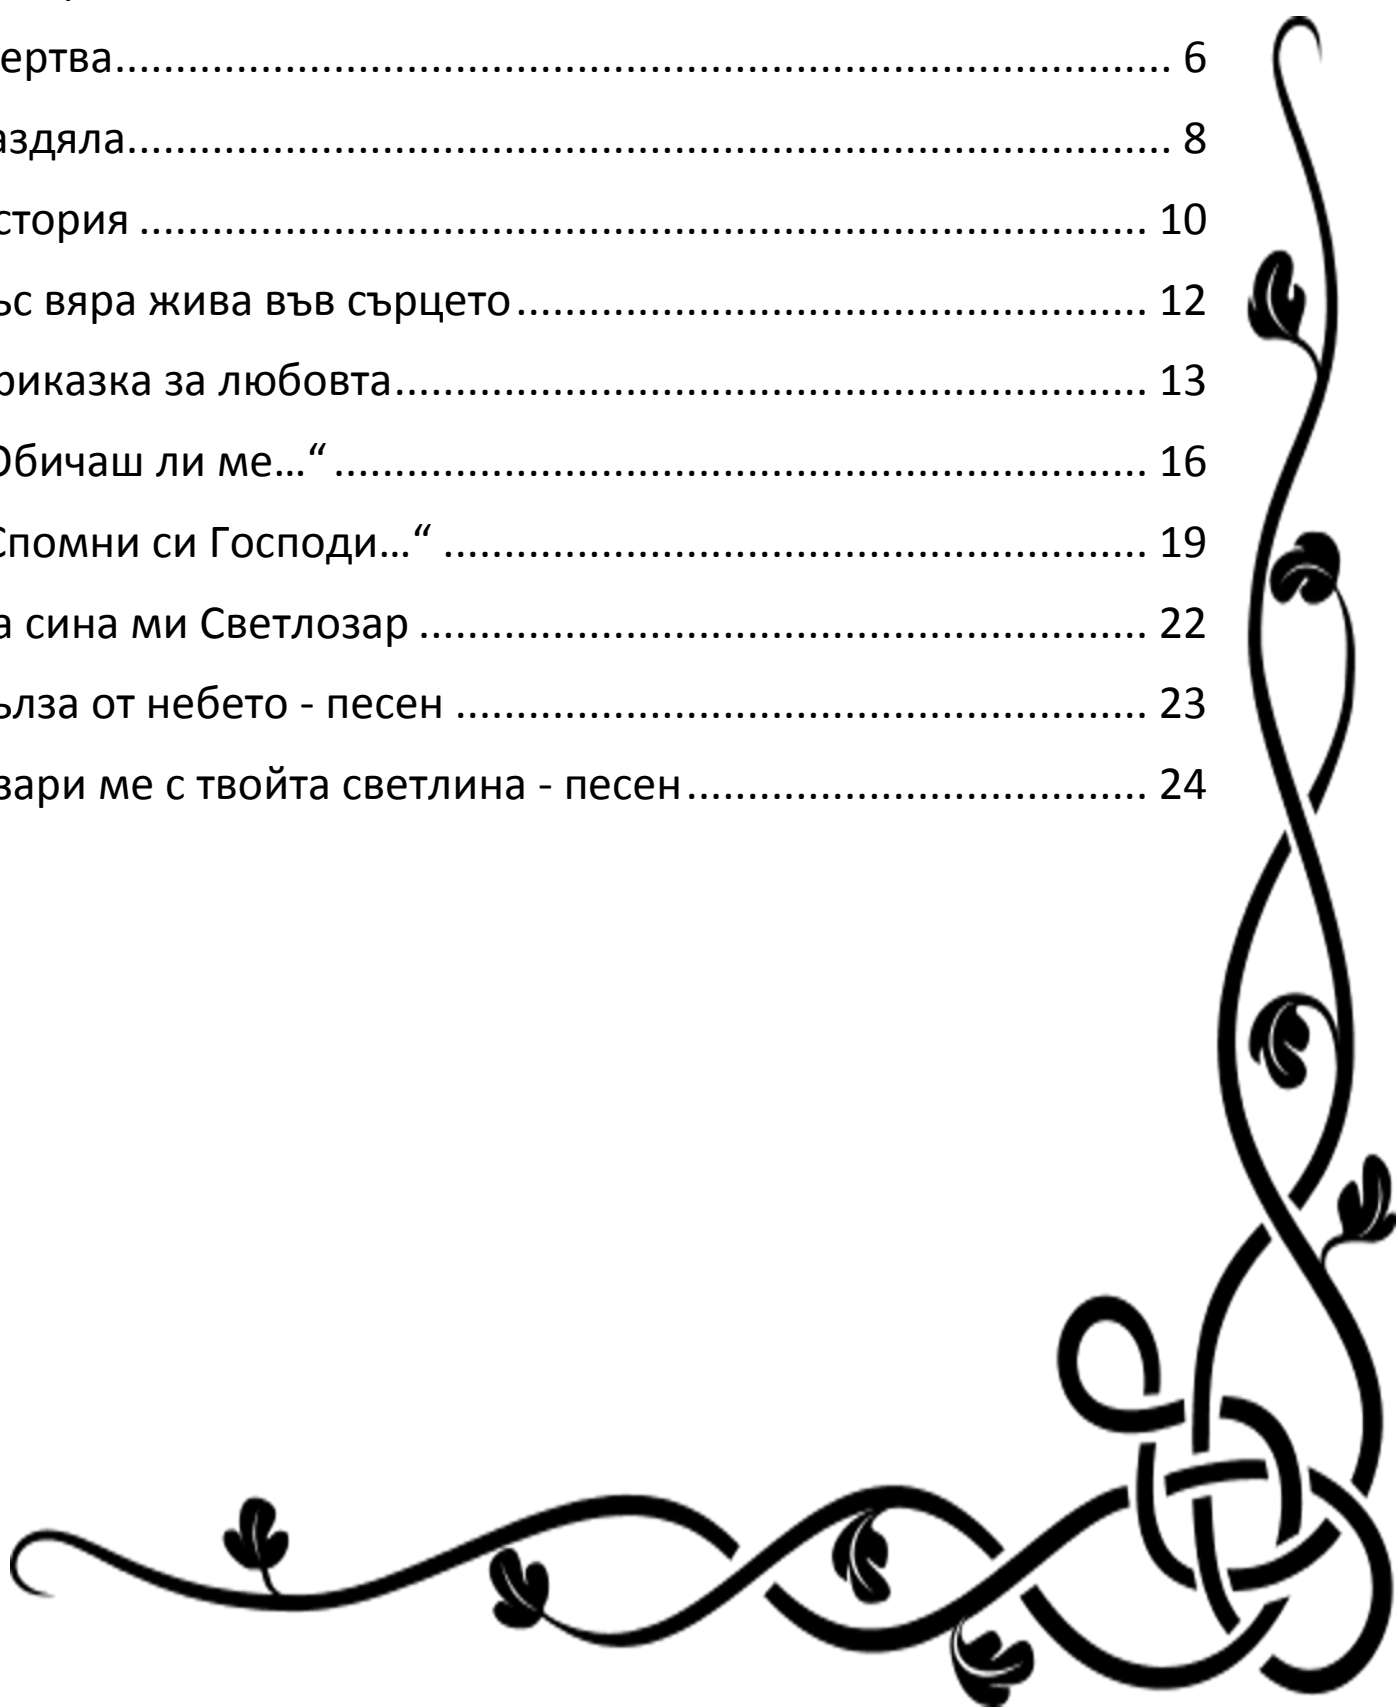 ертва........................................................................................ 6
аздяла...................................................................................... 8
стория ................................................................................... 10
ьс вяра жива във сърцето.................................................... 12
риказка за любовта.............................................................. 13
Обичаш ли ме…“................................................................... 16
Спомни си Господи…“ .......................................................... 19
а сина ми Светлозар ............................................................ 22
ълза от небето - песен ......................................................... 23
зари ме с твойта светлина - песен...................................... 24